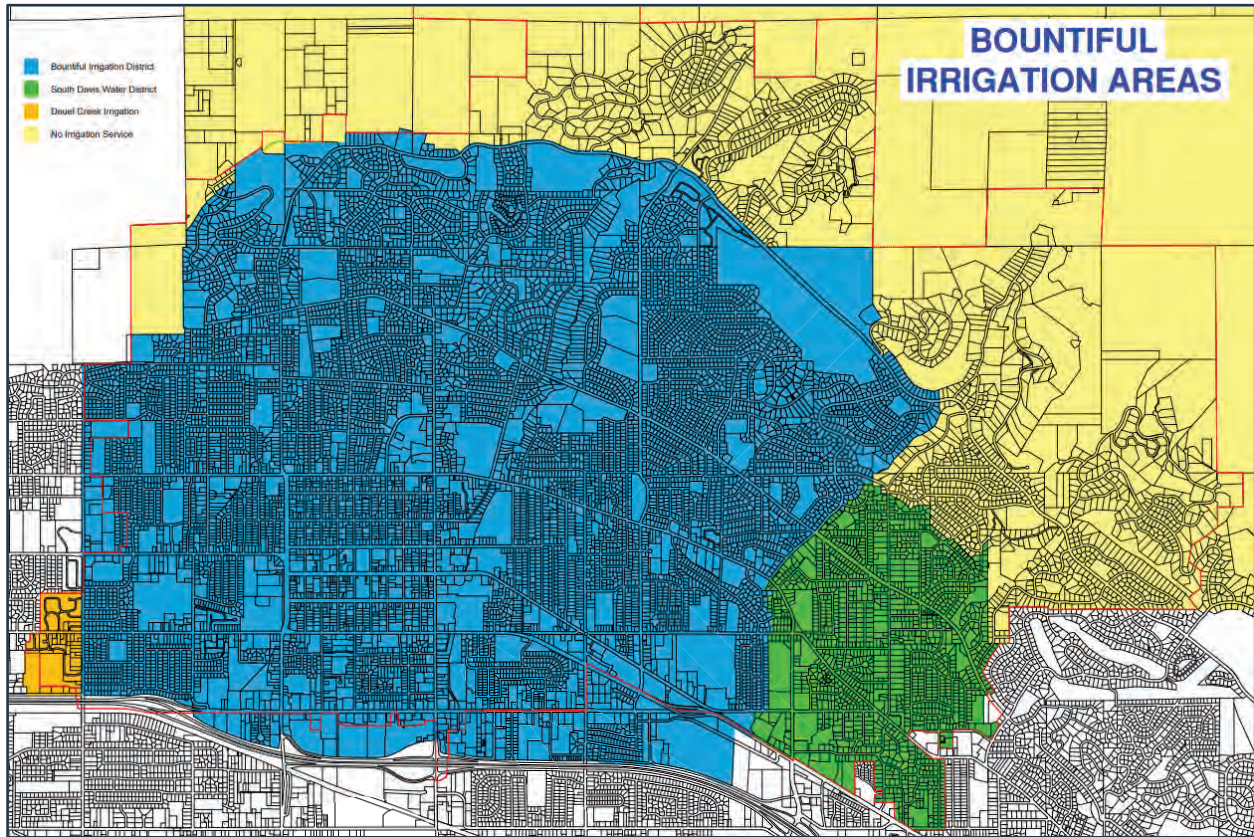 BOUNTIFUL
IRRIGATION AREAS
Bountiful Irrigation District
South Davis Water District
Deuel Creek Irrigation
No Irrigation Service